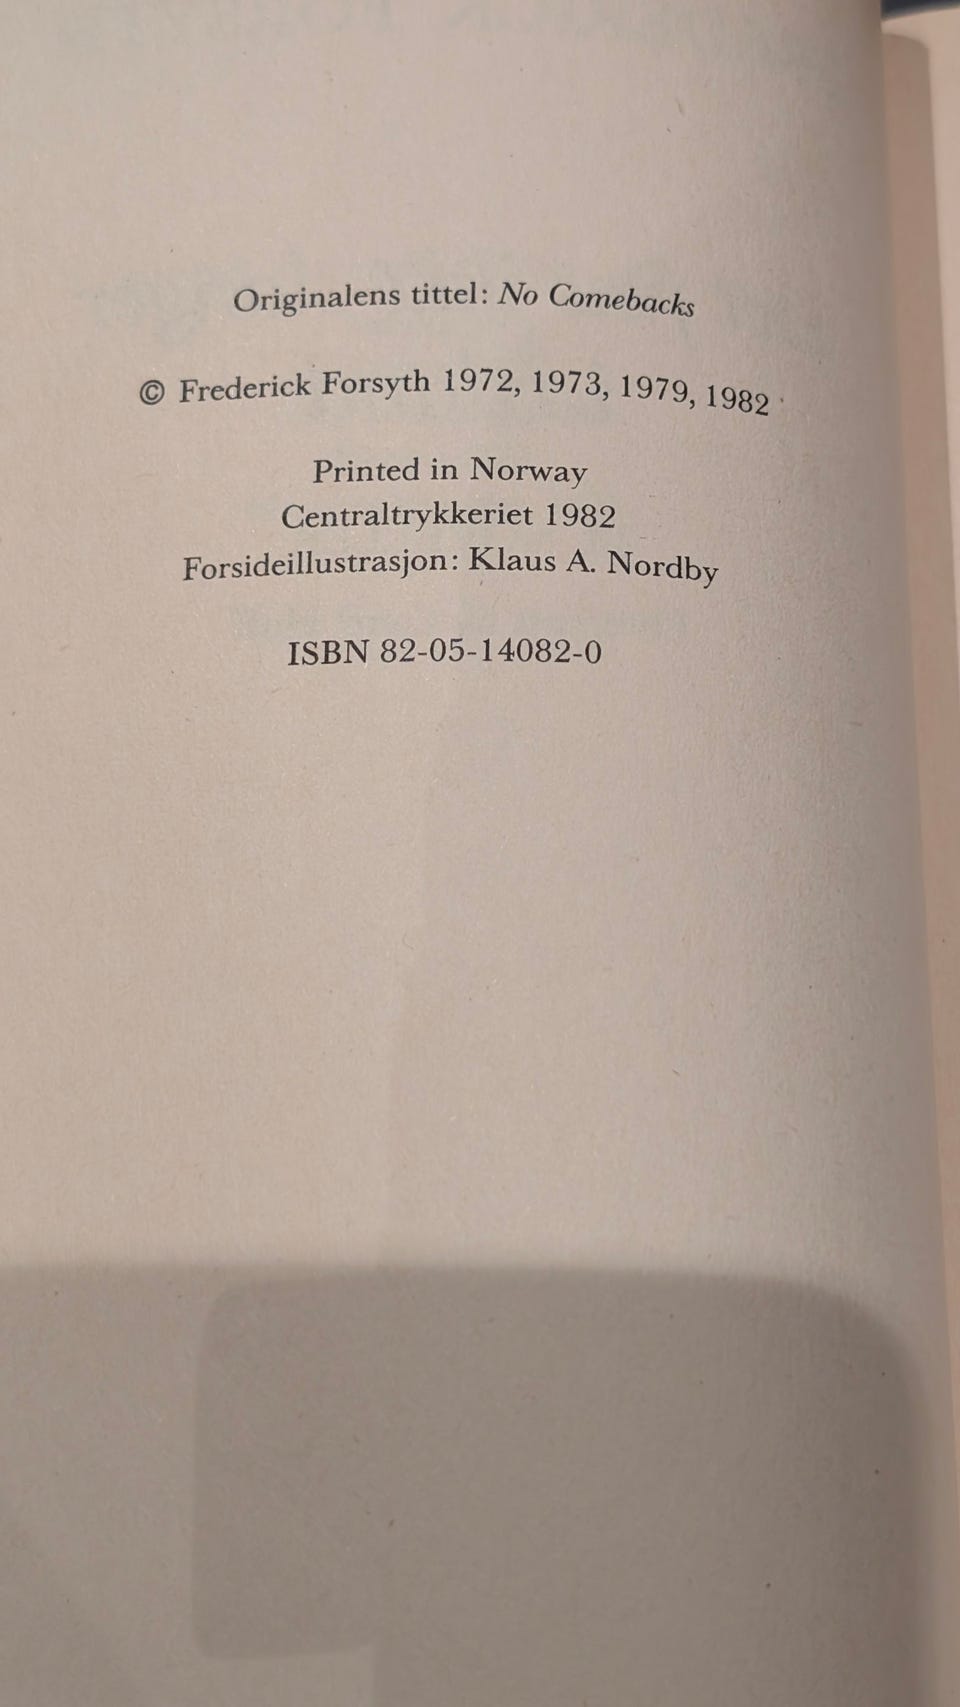 Originalens tittel: No Comebacks
© Frederick Forsyth 1972, 1973, 1979, 1982
Printed in Norway
Centraltrykkeriet 1982
Forsideillustrasjon: Klaus A. Nordby
ISBN 82-05-14082-0